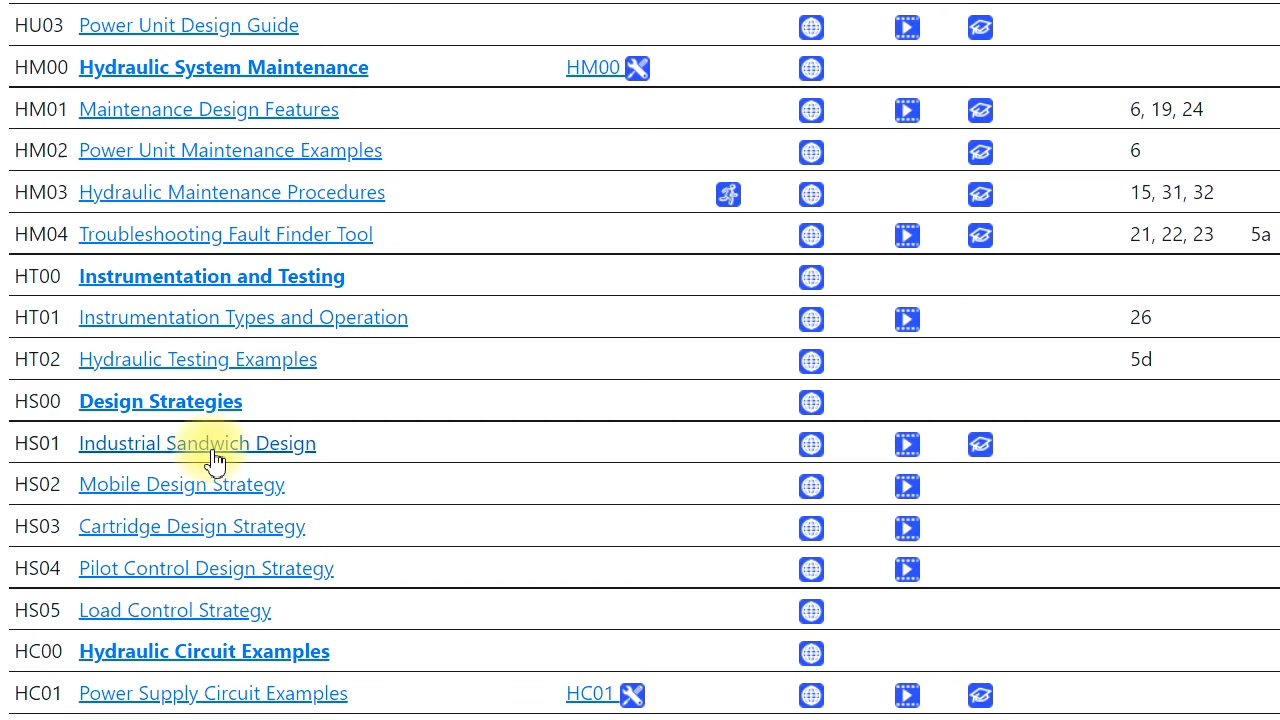 HU03 Power Unit Design Guide
HM00 Hydraulic System Maintenance HM00
HM01 Maintenance Design Features 6, 19, 24
HM02 Power Unit Maintenance Examples 6
HM03 Hydraulic Maintenance Procedures 15, 31, 32
HM04 Troubleshooting Fault Finder Tool 21, 22, 23 5a
HT00 Instrumentation and Testing
HT01 Instrumentation Types and Operation 26
HT02 Hydraulic Testing Examples 5d
HS00 Design Strategies
HS01 Industrial Sandwich Design
HS02 Mobile Design Strategy
HS03 Cartridge Design Strategy
HS04 Pilot Control Design Strategy
HS05 Load Control Strategy
HC00 Hydraulic Circuit Examples
HC01 Power Supply Circuit Examples HC01